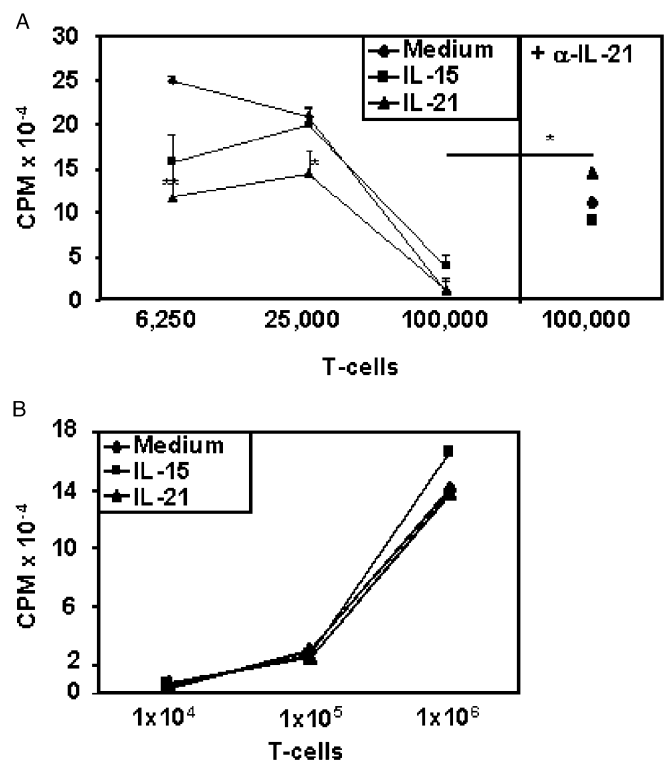 A
30
25
20
15
10
5
0
CPM x 10⁻⁴
Medium
IL-15
IL-21
+ α-IL-21
**
*
*
6,250 25,000 100,000 100,000
T-cells
B
18
14
10
6
2
0
CPM x 10⁻⁴
Medium
IL-15
IL-21
1x10⁴ 1x10⁵ 1x10⁶
T-cells